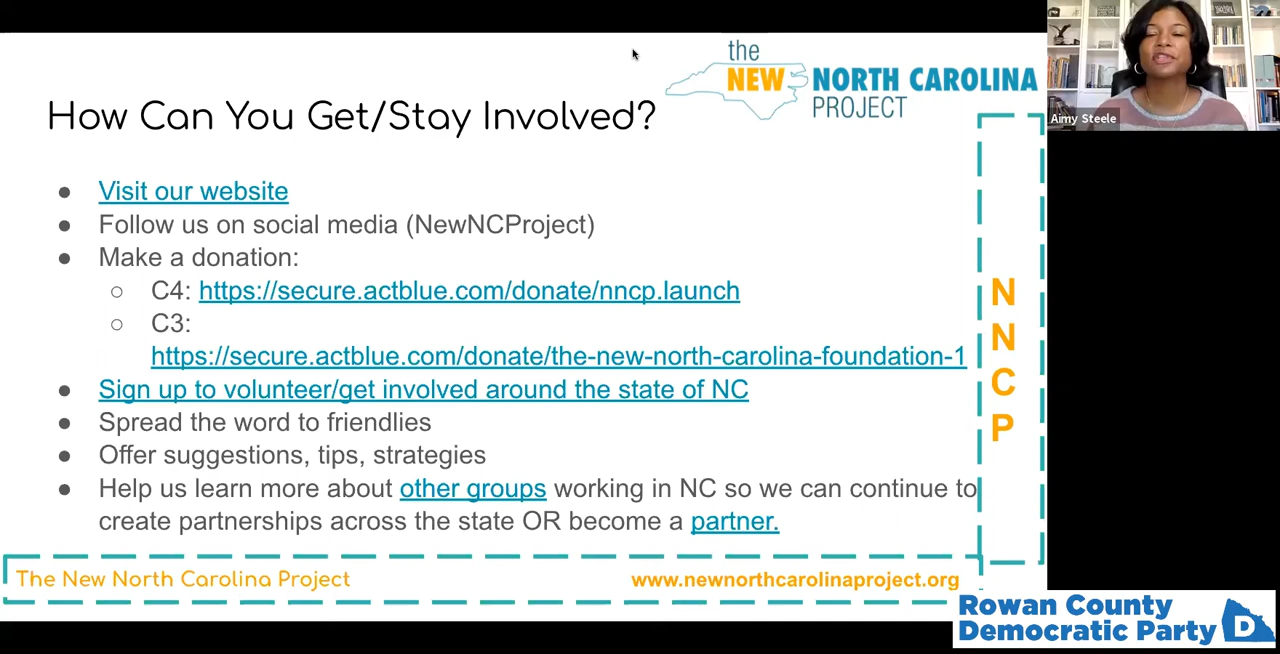 the
NEW NORTH CAROLINA
PROJECT
Aimy Steele
How Can You Get/Stay Involved?
● Visit our website
● Follow us on social media (NewNCProject)
● Make a donation:
○ C4: https://secure.actblue.com/donate/nncp.launch
○ C3:
https://secure.actblue.com/donate/the-new-north-carolina-foundation-1
● Sign up to volunteer/get involved around the state of NC
● Spread the word to friendlies
● Offer suggestions, tips, strategies
● Help us learn more about other groups working in NC so we can continue to
create partnerships across the state OR become a partner.
N
N
C
P
The New North Carolina Project
www.newnorthcarolinaproject.org
Rowan County
Democratic Party D